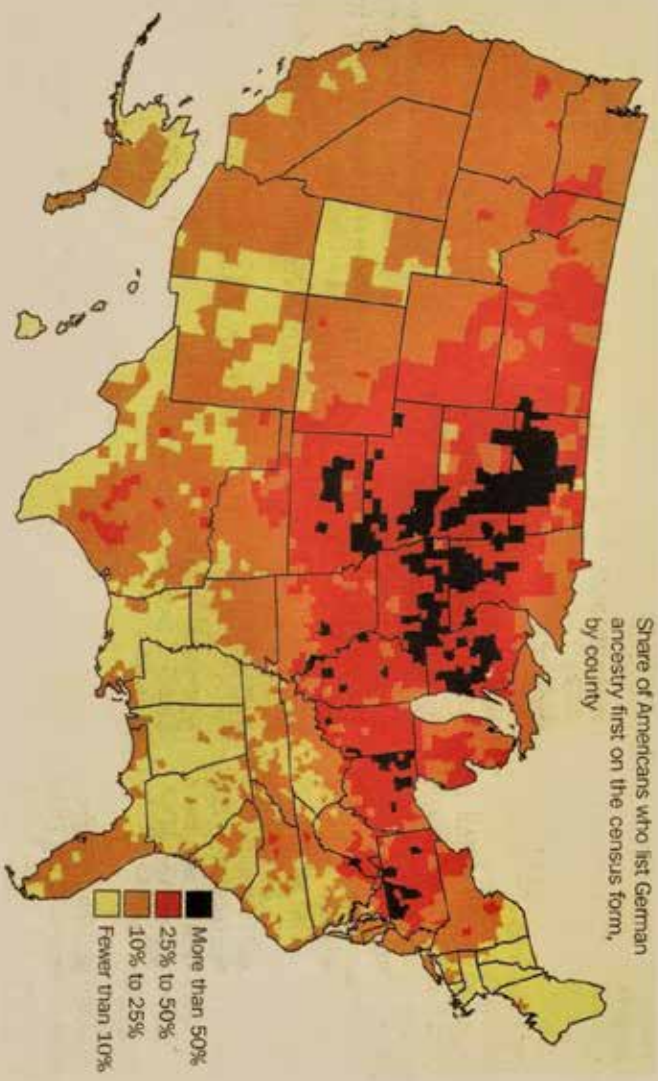 Share of Americans who list German
ancestry first on the census form,
by county
More than 50%
25% to 50%
10% to 25%
Fewer than 10%